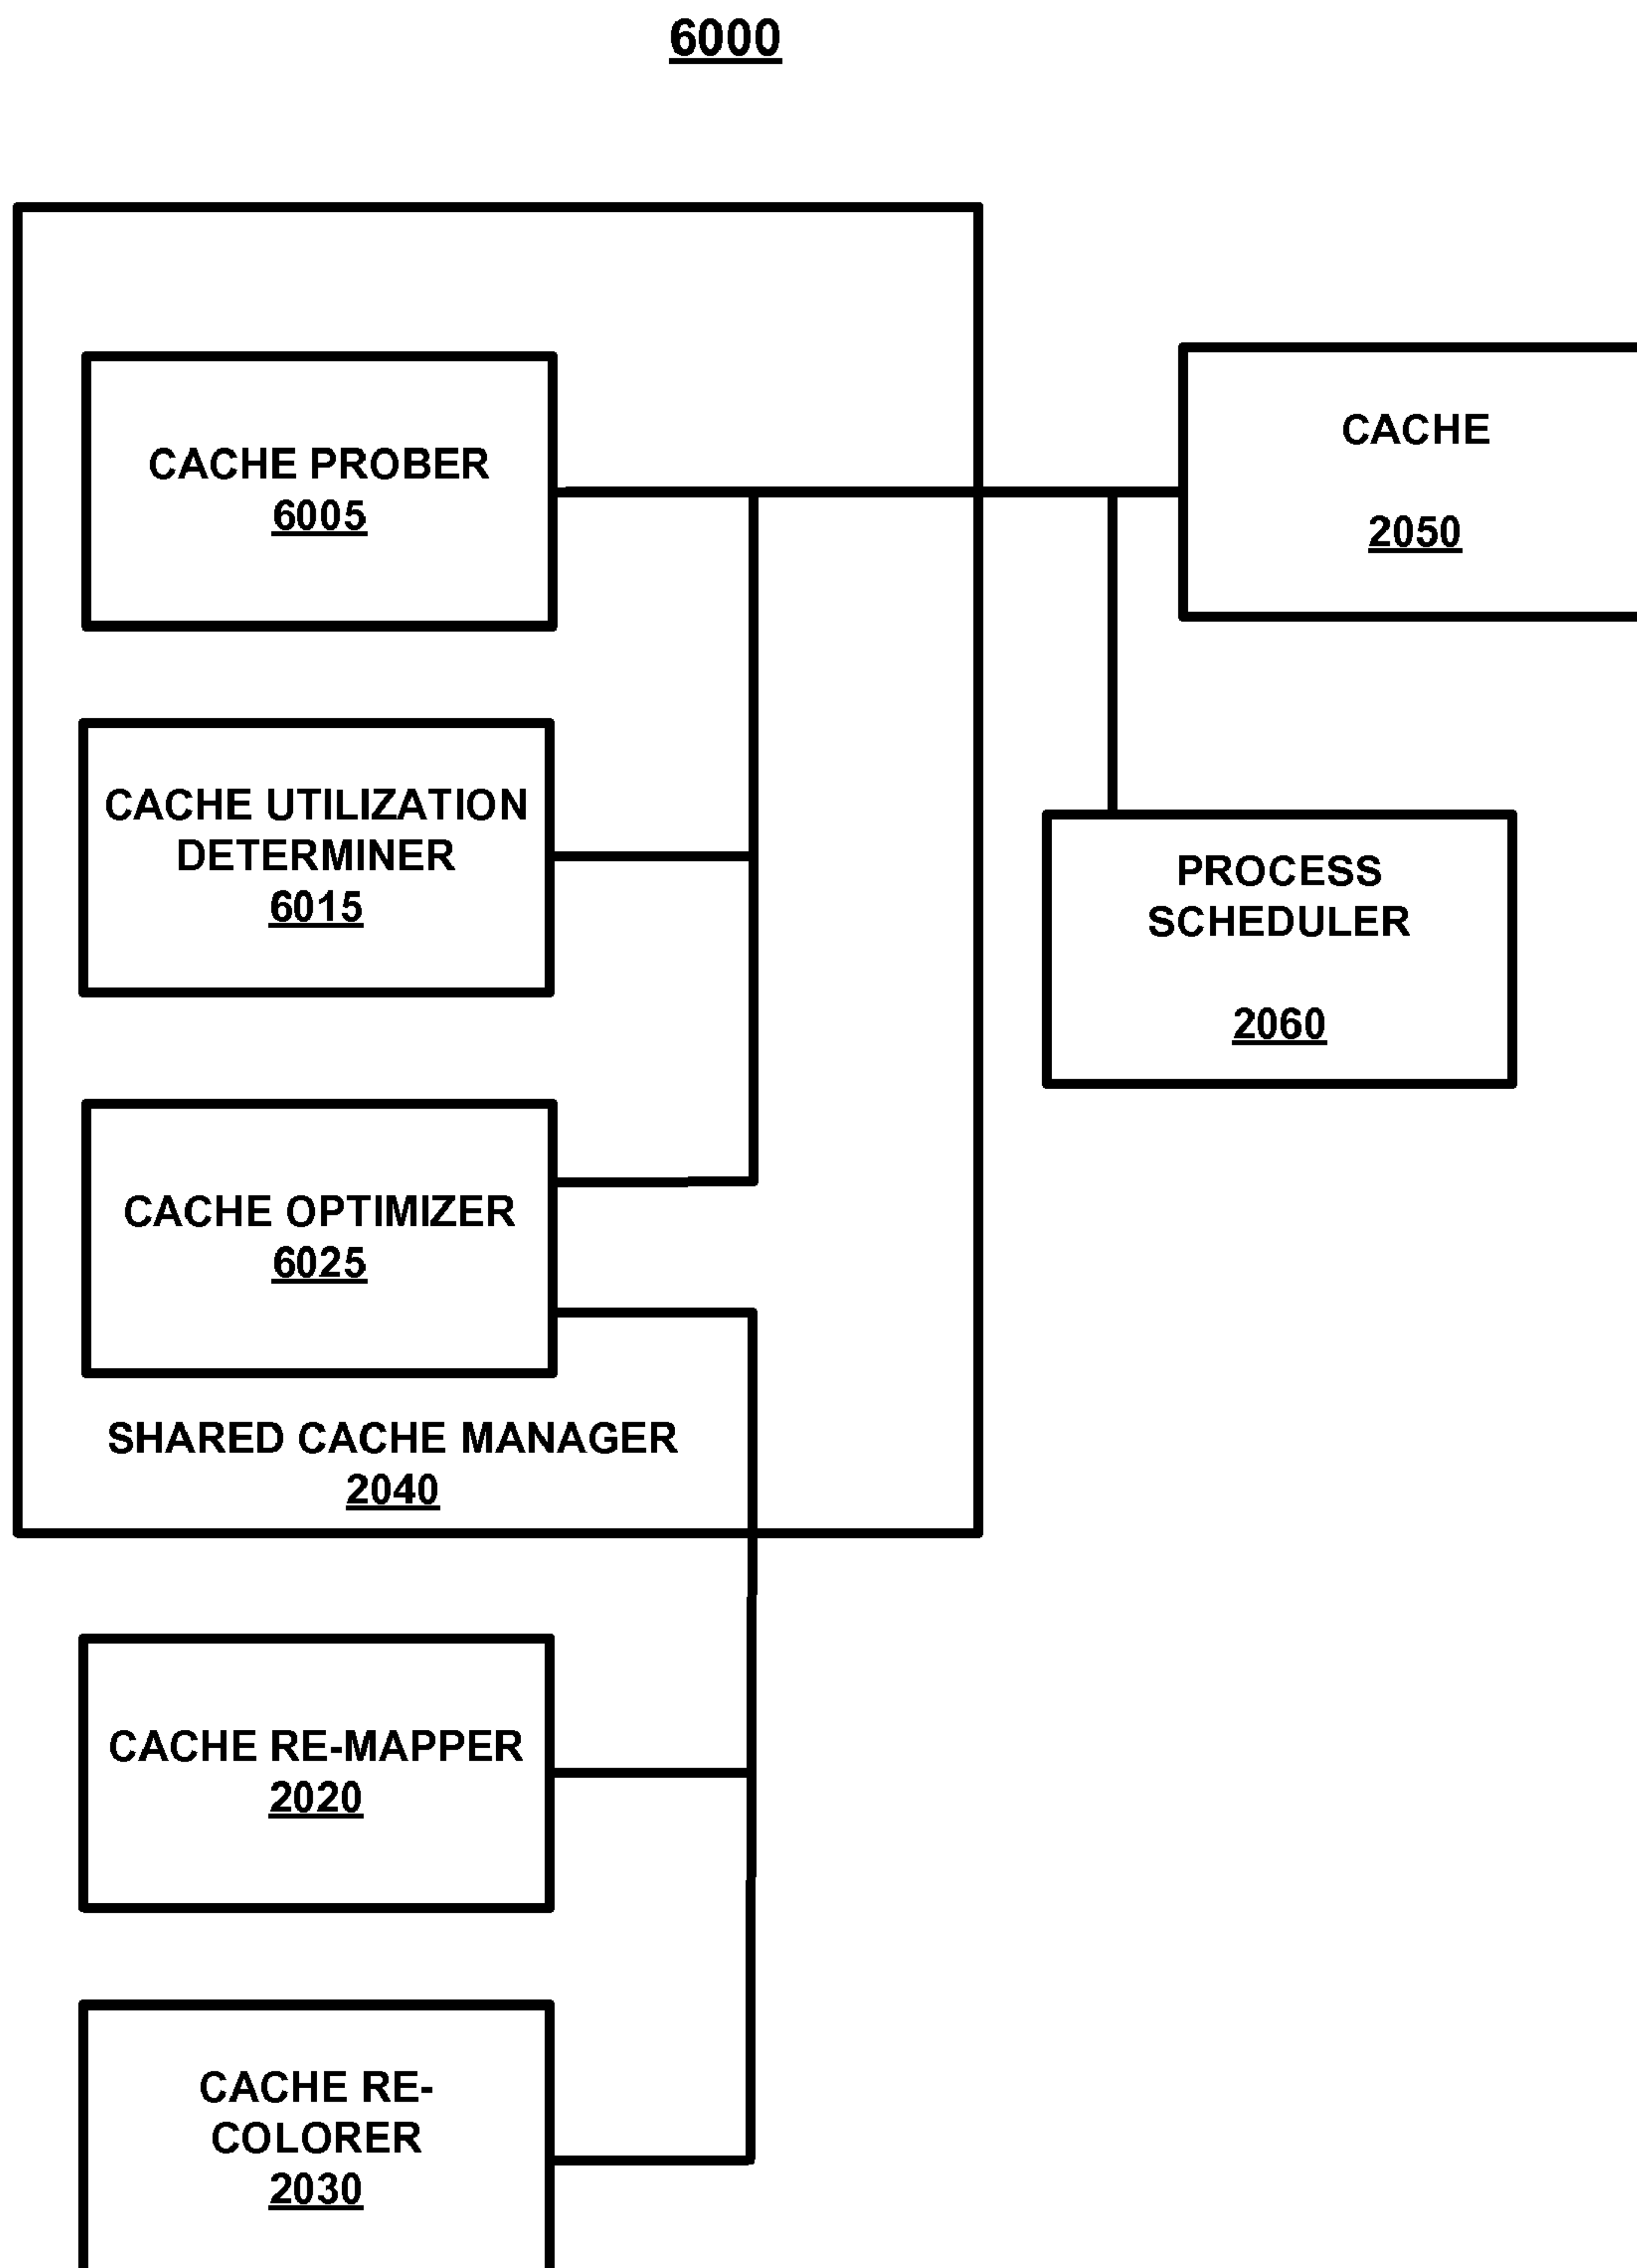 6000
CACHE PROBER
6005
CACHE
2050
CACHE UTILIZATION
DETERMINER
6015
PROCESS
SCHEDULER
2060
CACHE OPTIMIZER
6025
SHARED CACHE MANAGER
2040
CACHE RE-MAPPER
2020
CACHE RE-
COLORER
2030